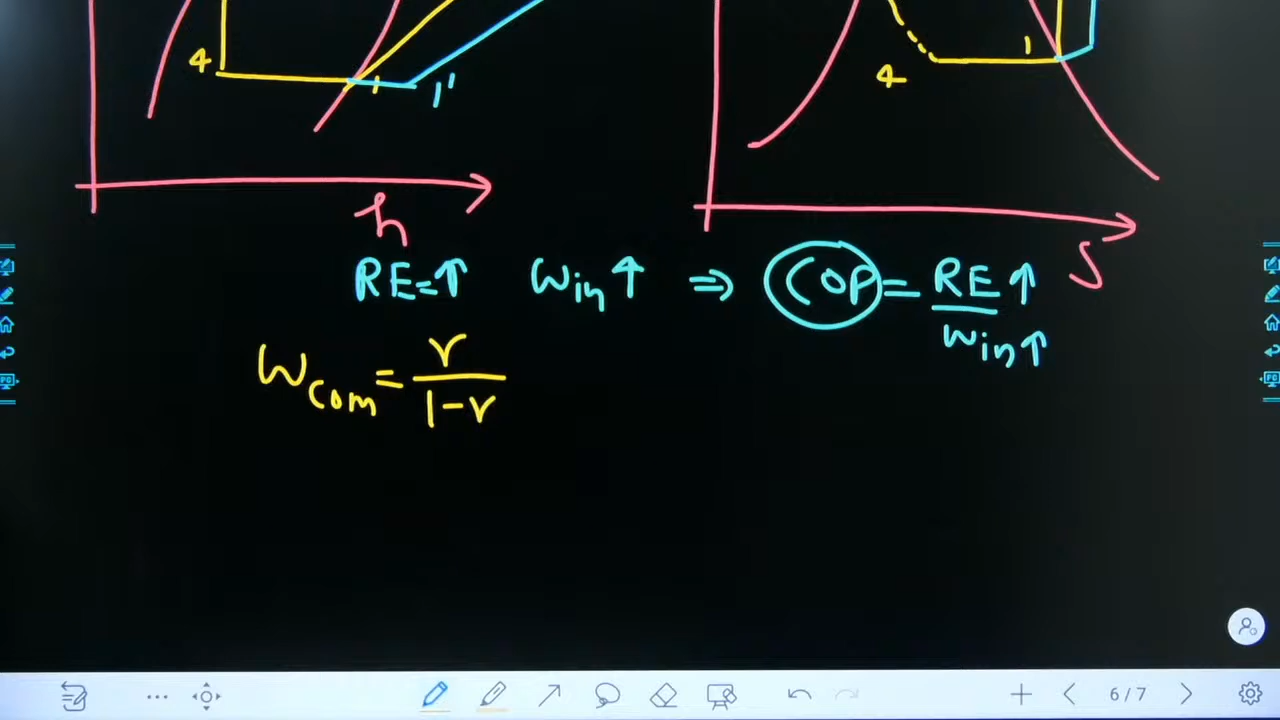 4 1 1'
4 1
h
S
RE=↑ Win↑ ⇒ COP = RE↑ / Win↑
Wcom = r / 1-r
6 / 7